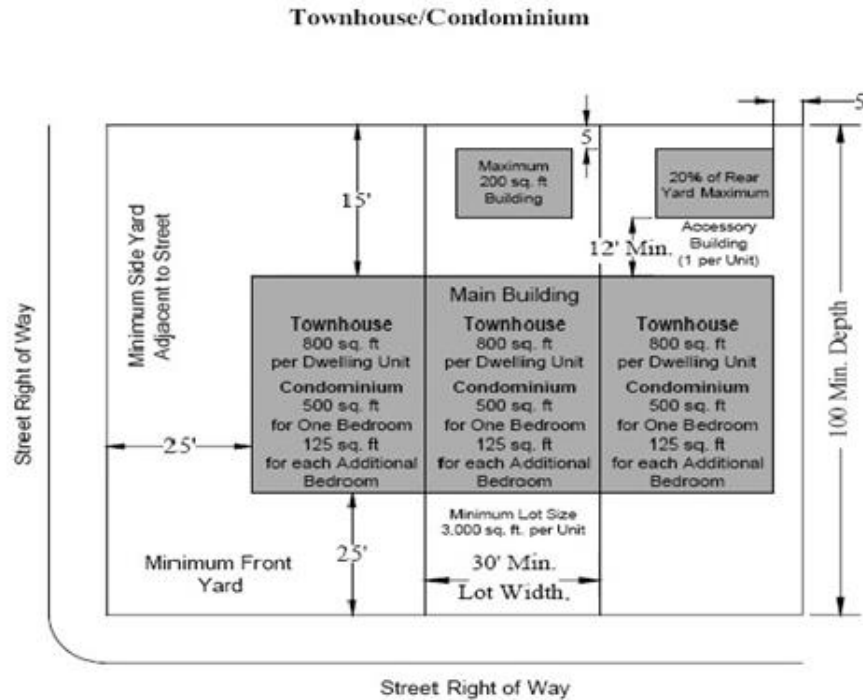 Townhouse/Condominium
5
5
Maximum
200 sq. ft
Building
20% of Rear
Yard Maximum
15'
12' Min.
Accessory
Building
(1 per Unit)
Minimum Side Yard
Adjacent to Street
Street Right of Way
Main Building
Townhouse
800 sq. ft
per Dwelling Unit
Condominium
500 sq. ft
for One Bedroom
125 sq. ft
for each Additional
Bedroom
Townhouse
800 sq. ft
per Dwelling Unit
Condominium
500 sq. ft
for One Bedroom
125 sq. ft
for each Additional
Bedroom
Townhouse
800 sq. ft
per Dwelling Unit
Condominium
500 sq. ft
for One Bedroom
125 sq. ft
for each Additional
Bedroom
100 Min. Depth
25'
25'
Minimum Front
Yard
Minimum Lot Size
3,000 sq. ft. per Unit
30' Min.
Lot Width.
Street Right of Way